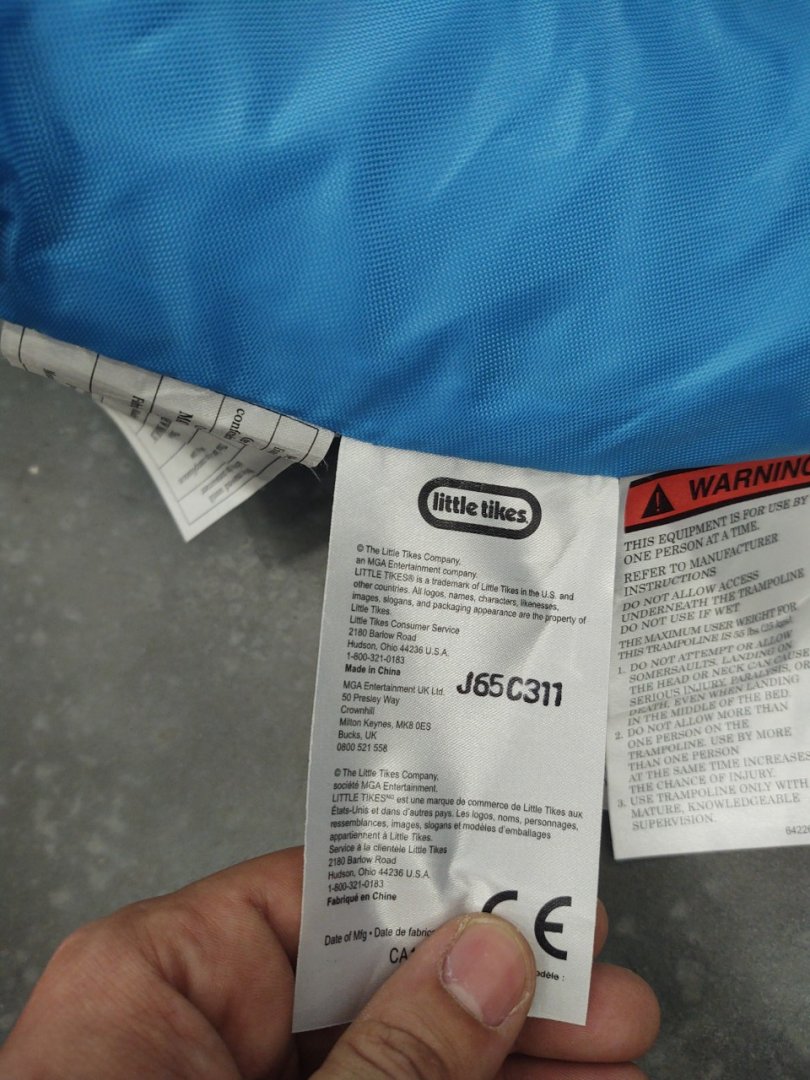 little tikes
© The Little Tikes Company,
an MGA Entertainment company.
LITTLE TIKES® is a trademark of Little Tikes in the U.S. and
other countries. All logos, names, characters, likenesses,
images, slogans, and packaging appearance are the property of
Little Tikes.
Little Tikes Consumer Service
2180 Barlow Road
Hudson, Ohio 44236 U.S.A.
1-800-321-0183
Made in China
MGA Entertainment UK Ltd.
50 Presley Way
Crownhill
Milton Keynes, MK8 0ES
Bucks, UK
0800 521 558
J65C311
© The Little Tikes Company,
société MGA Entertainment.
LITTLE TIKESMD est une marque de commerce de Little Tikes aux
États-Unis et dans d'autres pays. Les logos, noms, personnages,
ressemblances, images, slogans et modèles d'emballages
appartiennent à Little Tikes.
Service à la clientèle Little Tikes
2180 Barlow Road
Hudson, Ohio 44236 U.S.A.
1-800-321-0183
Fabriqué en Chine
CE
Date of Mfg • Date de fabric
CA
odèle :
WARNING
THIS EQUIPMENT IS FOR USE BY
ONE PERSON AT A TIME.
REFER TO MANUFACTURER
INSTRUCTIONS
DO NOT ALLOW ACCESS
UNDERNEATH THE TRAMPOLINE
DO NOT USE IF WET
THE MAXIMUM USER WEIGHT FOR
THIS TRAMPOLINE IS 55 lbs (25 kgs).
1. DO NOT ATTEMPT OR ALLOW
SOMERSAULTS. LANDING ON
THE HEAD OR NECK CAN CAUSE
SERIOUS INJURY, PARALYSIS, OR
DEATH, EVEN WHEN LANDING
IN THE MIDDLE OF THE BED.
2. DO NOT ALLOW MORE THAN
ONE PERSON ON THE
TRAMPOLINE. USE BY MORE
THAN ONE PERSON
AT THE SAME TIME INCREASES
THE CHANCE OF INJURY.
3. USE TRAMPOLINE ONLY WITH
MATURE, KNOWLEDGEABLE
SUPERVISION.
6422